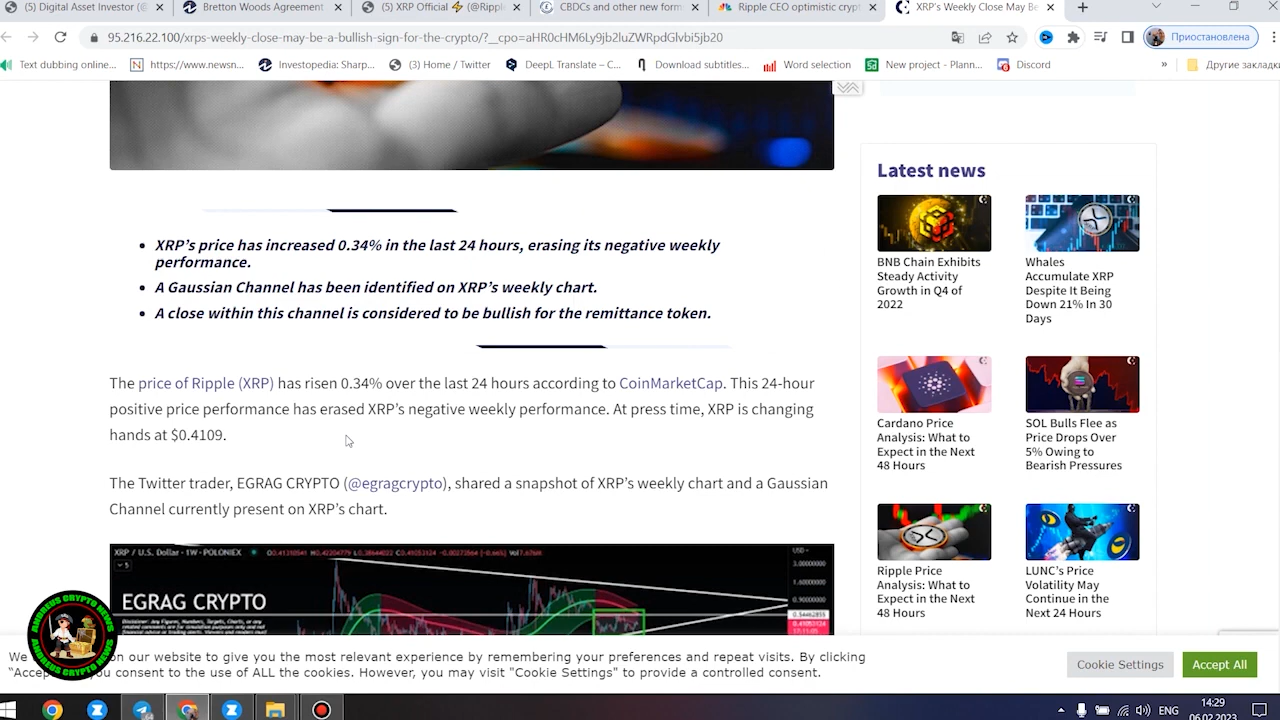 (5) Digital Asset Investor (@
Bretton Woods Agreement
(5) XRP Official ⚡ (@Rippl
CBDCs and other new form
Ripple CEO optimistic crypt
XRP's Weekly Close May Be
95.216.22.100/xrps-weekly-close-may-be-a-bullish-sign-for-the-crypto/?__cpo=aHR0cHM6Ly9jb2luZWRpdGlvbi5jb20
Приостановлена
Text dubbing online...
https://www.newsn...
Investopedia: Sharp...
(3) Home / Twitter
DeepL Translate – C...
Download subtitles...
Word selection
New project - Plann...
Discord
»
Другие закладки
XRP's price has increased 0.34% in the last 24 hours, erasing its negative weekly
performance.
A Gaussian Channel has been identified on XRP's weekly chart.
A close within this channel is considered to be bullish for the remittance token.
The price of Ripple (XRP) has risen 0.34% over the last 24 hours according to CoinMarketCap. This 24-hour
positive price performance has erased XRP's negative weekly performance. At press time, XRP is changing
hands at $0.4109.
The Twitter trader, EGRAG CRYPTO (@egragcrypto), shared a snapshot of XRP's weekly chart and a Gaussian
Channel currently present on XRP's chart.
XRP / U.S. Dollar · 1W · POLONIEX
USD
5
3.00000000
1.60000000
0.90000000
EGRAG CRYPTO
Latest news
BNB Chain Exhibits
Steady Activity
Growth in Q4 of
2022
Whales
Accumulate XRP
Despite It Being
Down 21% In 30
Days
Cardano Price
Analysis: What to
Expect in the Next
48 Hours
SOL Bulls Flee as
Price Drops Over
5% Owing to
Bearish Pressures
Ripple Price
Analysis: What to
Expect in the Next
48 Hours
LUNC's Price
Volatility May
Continue in the
Next 24 Hours
We on our website to give you the most relevant experience by remembering your preferences and repeat visits. By clicking
"Accep ou consent to the use of ALL the cookies. However, you may visit "Cookie Settings" to provide a controlled consent.
Cookie Settings
Accept All
ENG
14:29
06.02.2023